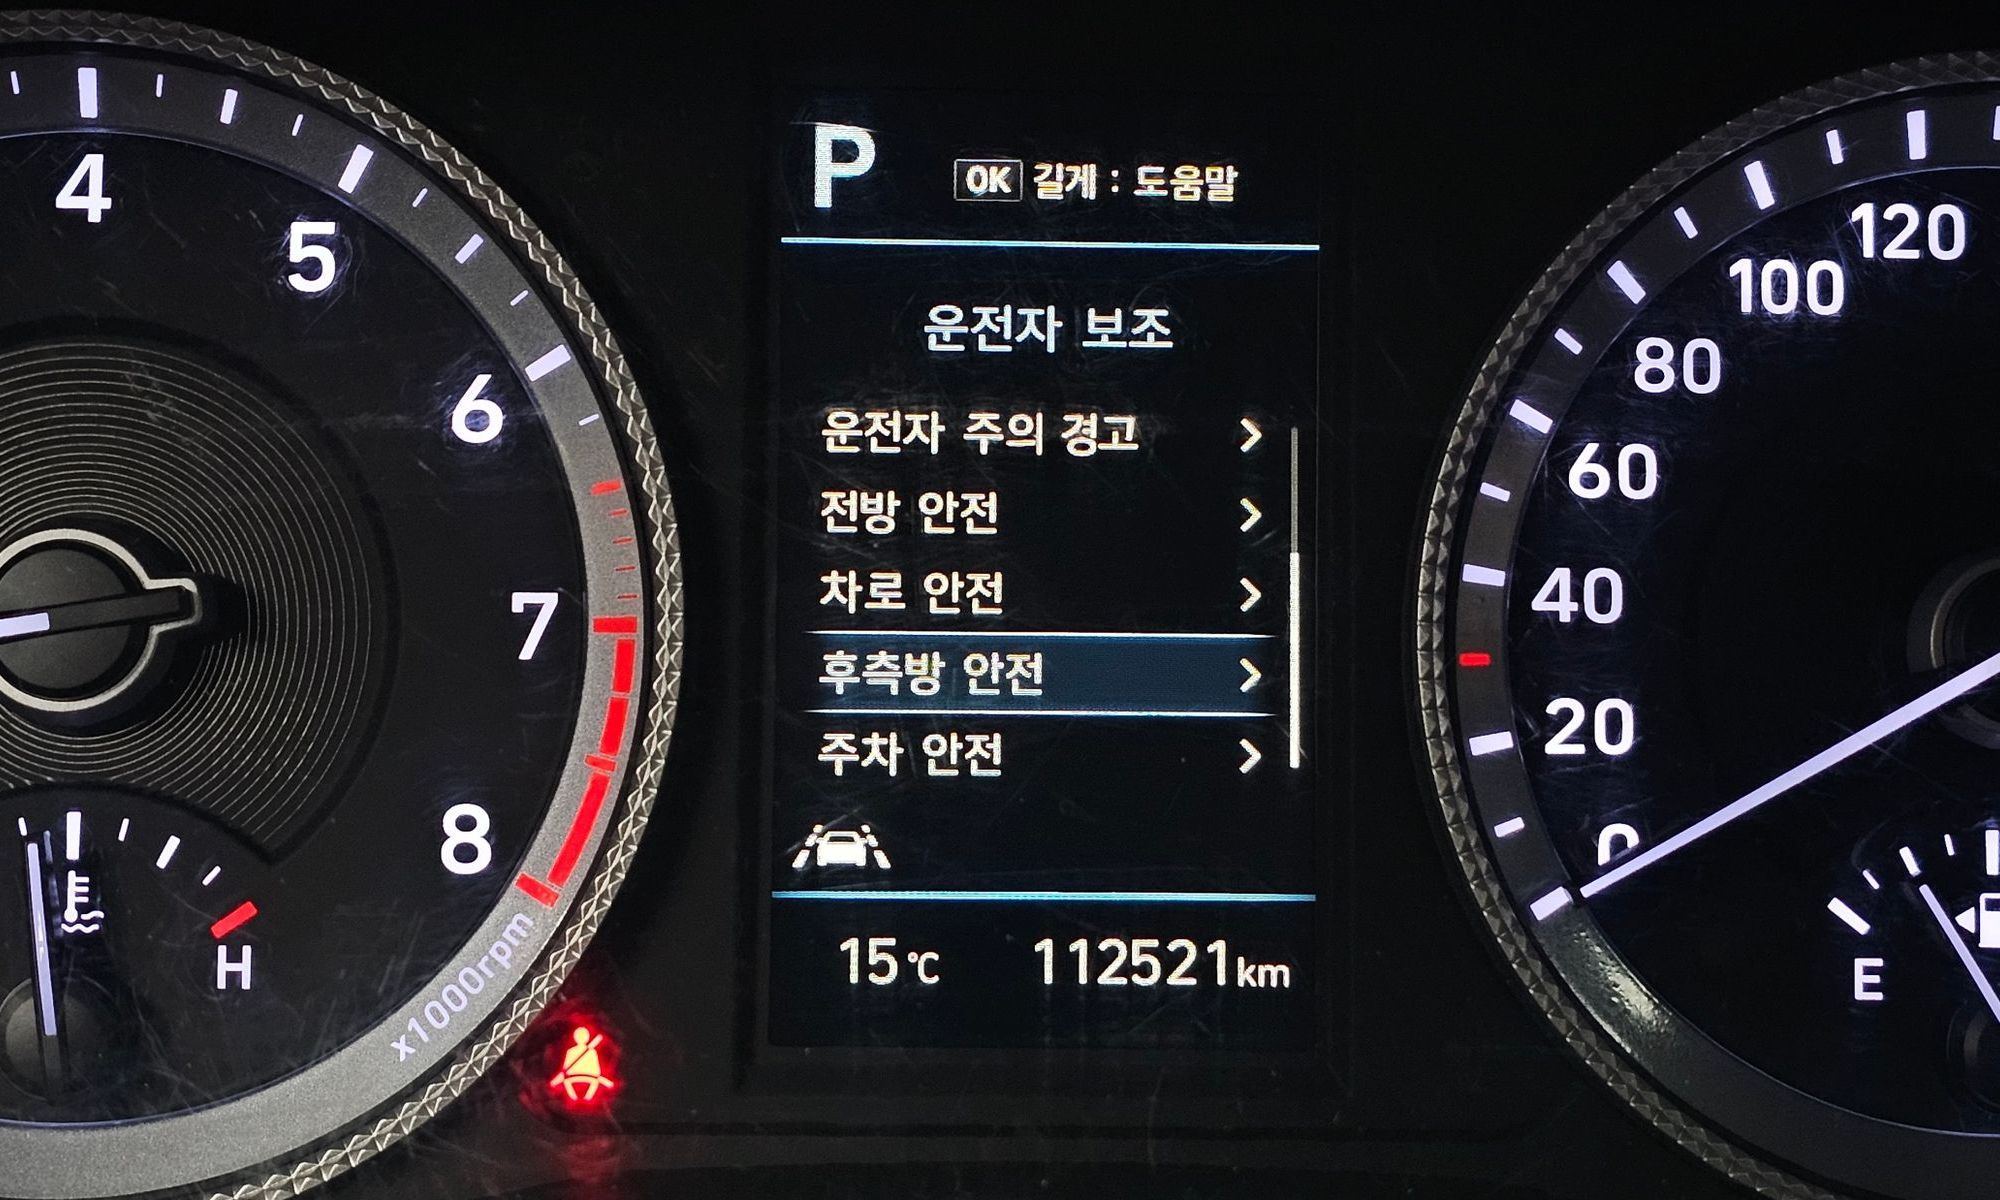 4
5
6
7
8
x1000rpm
H
P
OK 길게 : 도움말
운전자 보조
운전자 주의 경고
전방 안전
차로 안전
후측방 안전
주차 안전
15℃ 112521km
120
100
80
60
40
20
0
E